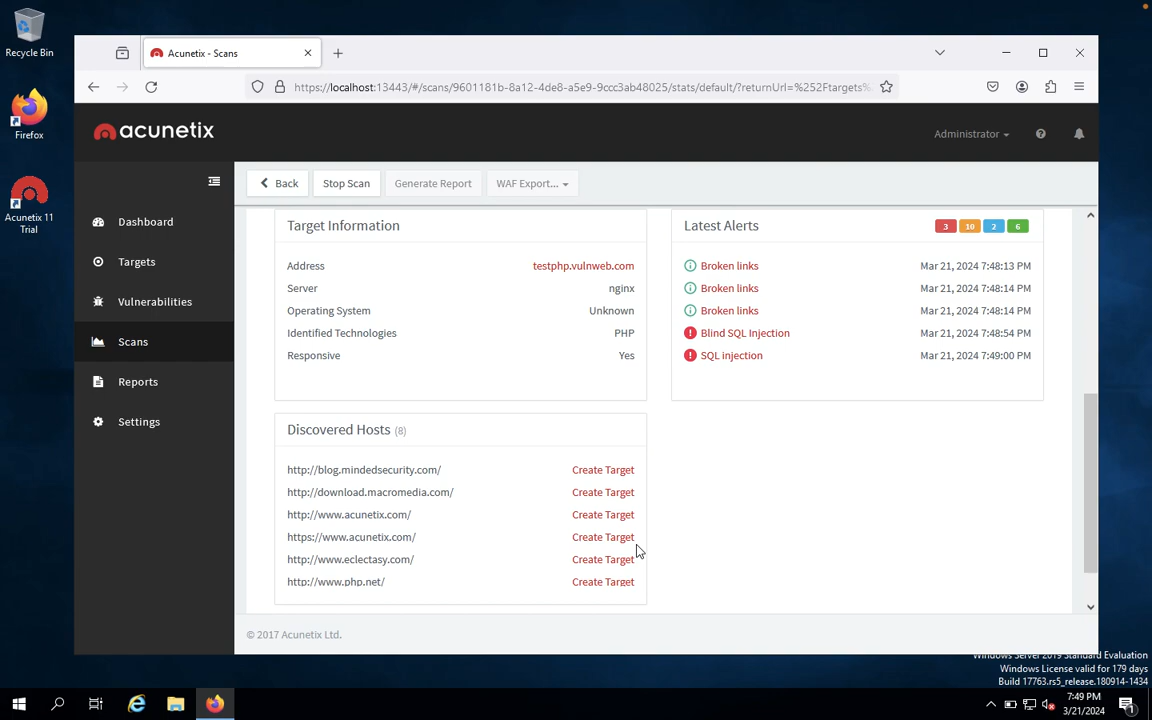 Recycle Bin
Firefox
Acunetix 11
Trial
Acunetix - Scans
https://localhost:13443/#/scans/9601181b-8a12-4de8-a5e9-9ccc3ab48025/stats/default/?returnUrl=%252Ftargets%
acunetix
Administrator
Back
Stop Scan
Generate Report
WAF Export...
Dashboard
Targets
Vulnerabilities
Scans
Reports
Settings
Target Information
Address testphp.vulnweb.com
Server nginx
Operating System Unknown
Identified Technologies PHP
Responsive Yes
Latest Alerts 3 10 2 6
Broken links Mar 21, 2024 7:48:13 PM
Broken links Mar 21, 2024 7:48:14 PM
Broken links Mar 21, 2024 7:48:14 PM
Blind SQL Injection Mar 21, 2024 7:48:54 PM
SQL injection Mar 21, 2024 7:49:00 PM
Discovered Hosts (8)
http://blog.mindedsecurity.com/ Create Target
http://download.macromedia.com/ Create Target
http://www.acunetix.com/ Create Target
https://www.acunetix.com/ Create Target
http://www.eclectasy.com/ Create Target
http://www.php.net/ Create Target
© 2017 Acunetix Ltd.
Windows Server 2019 Standard Evaluation
Windows License valid for 179 days
Build 17763.rs5_release.180914-1434
7:49 PM
3/21/2024
1